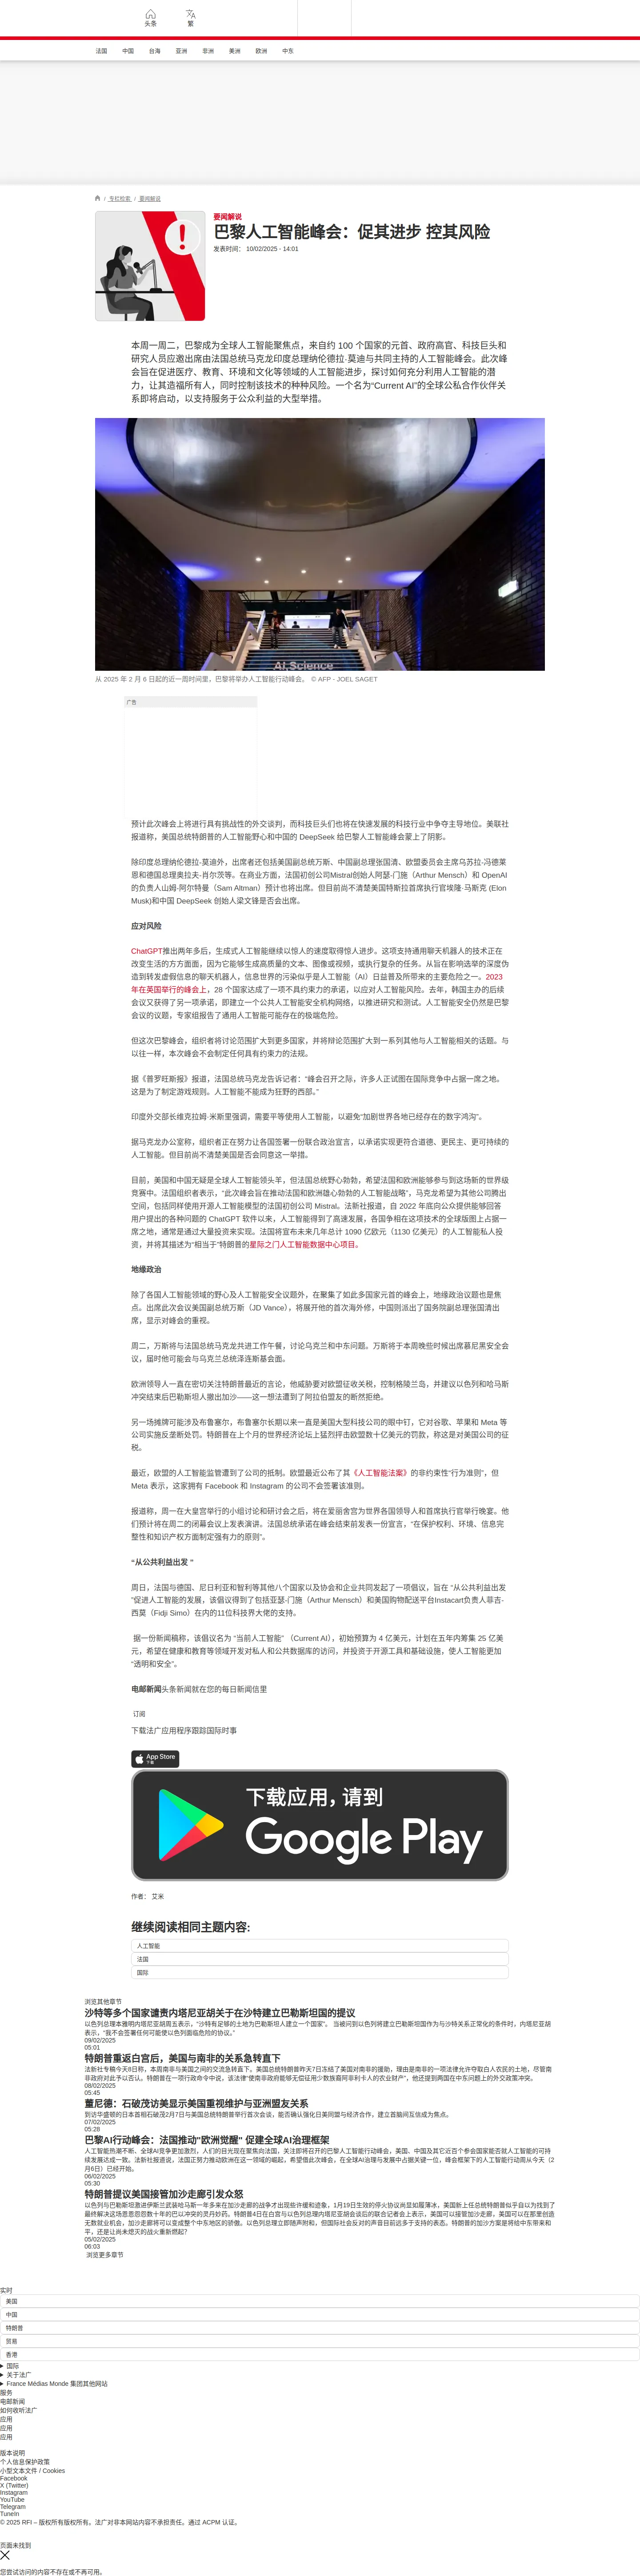 头条
繁
法国
中国
台海
亚洲
非洲
美洲
欧洲
中东
/ 专栏检索 / 要闻解说
要闻解说
巴黎人工智能峰会：促其进步 控其风险
发表时间： 10/02/2025 - 14:01
本周一周二，巴黎成为全球人工智能聚焦点，来自约 100 个国家的元首、政府高官、科技巨头和
研究人员应邀出席由法国总统马克龙印度总理纳伦德拉·莫迪与共同主持的人工智能峰会。此次峰
会旨在促进医疗、教育、环境和文化等领域的人工智能进步，探讨如何充分利用人工智能的潜
力，让其造福所有人，同时控制该技术的种种风险。一个名为“Current AI”的全球公私合作伙伴关
系即将启动，以支持服务于公众利益的大型举措。
AI,Science
从 2025 年 2 月 6 日起的近一周时间里，巴黎将举办人工智能行动峰会。 © AFP - JOEL SAGET
广告
预计此次峰会上将进行具有挑战性的外交谈判，而科技巨头们也将在快速发展的科技行业中争夺主导地位。美联社
报道称，美国总统特朗普的人工智能野心和中国的 DeepSeek 给巴黎人工智能峰会蒙上了阴影。
除印度总理纳伦德拉-莫迪外，出席者还包括美国副总统万斯、中国副总理张国清、欧盟委员会主席乌苏拉-冯德莱
恩和德国总理奥拉夫-肖尔茨等。在商业方面，法国初创公司Mistral创始人阿瑟-门施（Arthur Mensch）和 OpenAI
的负责人山姆-阿尔特曼（Sam Altman）预计也将出席。但目前尚不清楚美国特斯拉首席执行官埃隆·马斯克 (Elon
Musk)和中国 DeepSeek 创始人梁文锋是否会出席。
应对风险
ChatGPT推出两年多后，生成式人工智能继续以惊人的速度取得惊人进步。这项支持通用聊天机器人的技术正在
改变生活的方方面面，因为它能够生成高质量的文本、图像或视频，或执行复杂的任务。从旨在影响选举的深度伪
造到转发虚假信息的聊天机器人，信息世界的污染似乎是人工智能（AI）日益普及所带来的主要危险之一。2023
年在英国举行的峰会上，28 个国家达成了一项不具约束力的承诺，以应对人工智能风险。去年，韩国主办的后续
会议又获得了另一项承诺，即建立一个公共人工智能安全机构网络，以推进研究和测试。人工智能安全仍然是巴黎
会议的议题，专家组报告了通用人工智能可能存在的极端危险。
但这次巴黎峰会，组织者将讨论范围扩大到更多国家，并将辩论范围扩大到一系列其他与人工智能相关的话题。与
以往一样，本次峰会不会制定任何具有约束力的法规。
据《普罗旺斯报》报道，法国总统马克龙告诉记者：“峰会召开之际，许多人正试图在国际竞争中占据一席之地。
这是为了制定游戏规则。人工智能不能成为狂野的西部。”
印度外交部长维克拉姆·米斯里强调，需要平等使用人工智能，以避免“加剧世界各地已经存在的数字鸿沟”。
据马克龙办公室称，组织者正在努力让各国签署一份联合政治宣言，以承诺实现更符合道德、更民主、更可持续的
人工智能。但目前尚不清楚美国是否会同意这一举措。
目前，美国和中国无疑是全球人工智能领头羊，但法国总统野心勃勃，希望法国和欧洲能够参与到这场新的世界级
竞赛中。法国组织者表示，“此次峰会旨在推动法国和欧洲雄心勃勃的人工智能战略”，马克龙希望为其他公司腾出
空间，包括同样使用开源人工智能模型的法国初创公司 Mistral。法新社报道，自 2022 年底向公众提供能够回答
用户提出的各种问题的 ChatGPT 软件以来，人工智能得到了高速发展，各国争相在这项技术的全球版图上占据一
席之地，通常是通过大量投资来实现。法国将宣布未来几年总计 1090 亿欧元（1130 亿美元）的人工智能私人投
资，并将其描述为“相当于”特朗普的星际之门人工智能数据中心项目。
地缘政治
除了各国人工智能领域的野心及人工智能安全议题外，在聚集了如此多国家元首的峰会上，地缘政治议题也是焦
点。出席此次会议美国副总统万斯（JD Vance），将展开他的首次海外修，中国则派出了国务院副总理张国清出
席，显示对峰会的重视。
周二，万斯将与法国总统马克龙共进工作午餐，讨论乌克兰和中东问题。万斯将于本周晚些时候出席慕尼黑安全会
议，届时他可能会与乌克兰总统泽连斯基会面。
欧洲领导人一直在密切关注特朗普最近的言论，他威胁要对欧盟征收关税，控制格陵兰岛，并建议以色列和哈马斯
冲突结束后巴勒斯坦人撤出加沙——这一想法遭到了阿拉伯盟友的断然拒绝。
另一场摊牌可能涉及布鲁塞尔，布鲁塞尔长期以来一直是美国大型科技公司的眼中钉，它对谷歌、苹果和 Meta 等
公司实施反垄断处罚。特朗普在上个月的世界经济论坛上猛烈抨击欧盟数十亿美元的罚款，称这是对美国公司的征
税。
最近，欧盟的人工智能监管遭到了公司的抵制。欧盟最近公布了其《人工智能法案》的非约束性“行为准则”，但
Meta 表示，这家拥有 Facebook 和 Instagram 的公司不会签署该准则。
报道称，周一在大皇宫举行的小组讨论和研讨会之后，将在爱丽舍宫为世界各国领导人和首席执行官举行晚宴。他
们预计将在周二的闭幕会议上发表演讲。法国总统承诺在峰会结束前发表一份宣言，“在保护权利、环境、信息完
整性和知识产权方面制定强有力的原则”。
“从公共利益出发 ”
周日，法国与德国、尼日利亚和智利等其他八个国家以及协会和企业共同发起了一项倡议，旨在 “从公共利益出发
”促进人工智能的发展，该倡议得到了包括亚瑟-门施（Arthur Mensch）和美国购物配送平台Instacart负责人菲吉-
西莫（Fidji Simo）在内的11位科技界大佬的支持。
据一份新闻稿称，该倡议名为 “当前人工智能” （Current AI），初始预算为 4 亿美元，计划在五年内筹集 25 亿美
元，希望在健康和教育等领域开发对私人和公共数据库的访问，并投资于开源工具和基础设施，使人工智能更加
“透明和安全”。
电邮新闻头条新闻就在您的每日新闻信里
订阅
下载法广应用程序跟踪国际时事
App Store
下载
下载应用，请到
Google Play
作者： 艾米
继续阅读相同主题内容:
人工智能
法国
国际
浏览其他章节
沙特等多个国家谴责内塔尼亚胡关于在沙特建立巴勒斯坦国的提议
以色列总理本雅明内塔尼亚胡周五表示，“沙特有足够的土地为巴勒斯坦人建立一个国家”。 当被问到以色列将建立巴勒斯坦国作为与沙特关系正常化的条件时，内塔尼亚胡
表示，“我不会签署任何可能使以色列面临危险的协议。”
09/02/2025
05:01
特朗普重返白宫后，美国与南非的关系急转直下
法新社专稿今天8日称，本周南非与美国之间的交流急转直下。美国总统特朗普昨天7日冻结了美国对南非的援助，理由是南非的一项法律允许夺取白人农民的土地，尽管南
非政府对此予以否认。特朗普在一项行政命令中说，该法律“使南非政府能够无偿征用少数族裔阿非利卡人的农业财产”，他还提到两国在中东问题上的外交政策冲突。
08/02/2025
05:45
董尼德：石破茂访美显示美国重视维护与亚洲盟友关系
到访华盛顿的日本首相石破茂2月7日与美国总统特朗普举行首次会谈，能否确认强化日美同盟与经济合作，建立首脑间互信成为焦点。
07/02/2025
05:28
巴黎AI行动峰会：法国推动"欧洲觉醒" 促建全球AI治理框架
人工智能热潮不断、全球AI竞争更加激烈，人们的目光现在聚集向法国，关注即将召开的巴黎人工智能行动峰会，美国、中国及其它近百个参会国家能否就人工智能的可持
续发展达成一致。法新社报道说，法国正努力推动欧洲在这一领域的崛起，希望借此次峰会，在全球AI治理与发展中占据关键一位，峰会框架下的人工智能行动周从今天（2
月6日）已经开始。
06/02/2025
05:30
特朗普提议美国接管加沙走廊引发众怒
以色列与巴勒斯坦激进伊斯兰武装哈马斯一年多来在加沙走廊的战争才出现些许缓和迹象，1月19日生效的停火协议尚显如履薄冰，美国新上任总统特朗普似乎自以为找到了
最终解决这场恩恩怨怨数十年的巴以冲突的灵丹妙药。特朗普4日在白宫与以色列总理内塔尼亚胡会谈后的联合记者会上表示，美国可以接管加沙走廊，美国可以在那里创造
无数就业机会，加沙走廊将可以变成整个中东地区的骄傲。以色列总理立即随声附和，但国际社会反对的声音目前远多于支持的表态。特朗普的加沙方案是将给中东带来和
平，还是让尚未熄灭的战火重新燃起？
05/02/2025
06:03
浏览更多章节
实时
美国
中国
特朗普
贸易
香港
国际
关于法广
France Médias Monde 集团其他网站
服务
电邮新闻
如何收听法广
应用
应用
应用
版本说明
个人信息保护政策
小型文本文件 / Cookies
Facebook
X (Twitter)
Instagram
YouTube
Telegram
TuneIn
© 2025 RFI – 版权所有版权所有。法广对非本网站内容不承担责任。通过 ACPM 认证。
页面未找到
您尝试访问的内容不存在或不再可用。